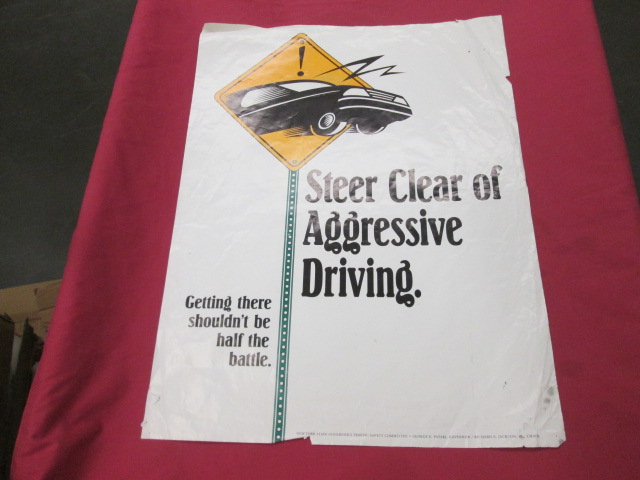 !
Steer Clear of
Aggressive
Driving.
Getting there
shouldn't be
half the
battle.